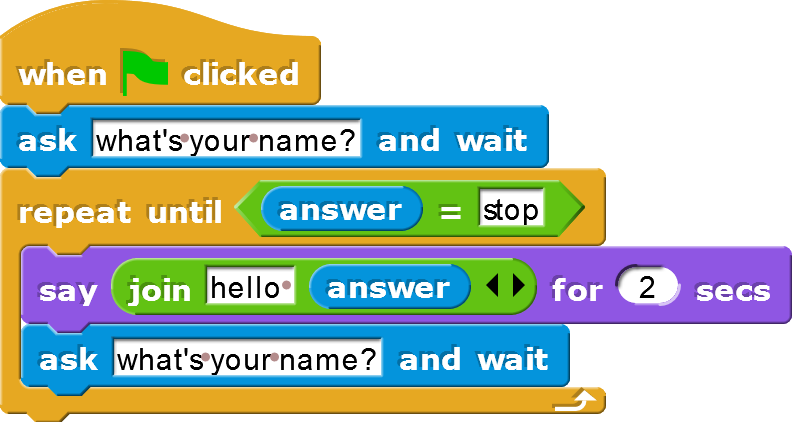 when clicked
ask what's your name? and wait
repeat until answer = stop
say join hello answer for 2 secs
ask what's your name? and wait